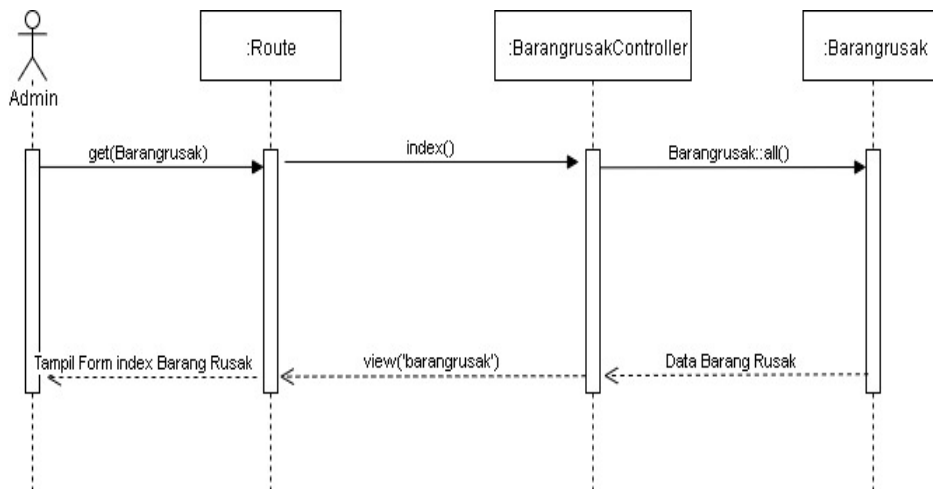 :Route
:BarangrusakController
:Barangrusak
Admin
get(Barangrusak)
index()
Barangrusak::all()
Tampil Form index Barang Rusak
view('barangrusak')
Data Barang Rusak